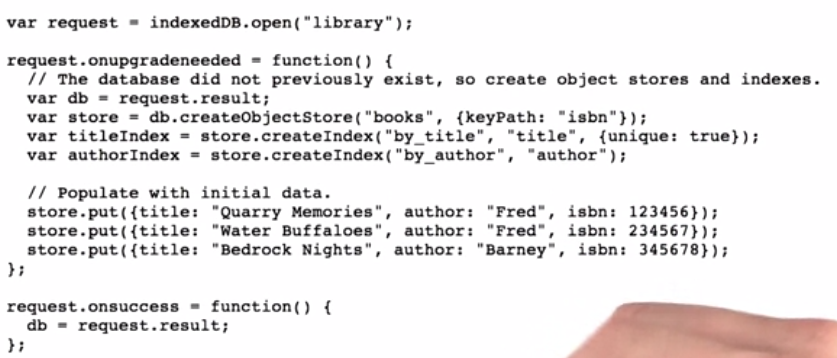 var request = indexedDB.open("library");

request.onupgradeneeded = function() {
  // The database did not previously exist, so create object stores and indexes.
  var db = request.result;
  var store = db.createObjectStore("books", {keyPath: "isbn"});
  var titleIndex = store.createIndex("by_title", "title", {unique: true});
  var authorIndex = store.createIndex("by_author", "author");

  // Populate with initial data.
  store.put({title: "Quarry Memories", author: "Fred", isbn: 123456});
  store.put({title: "Water Buffaloes", author: "Fred", isbn: 234567});
  store.put({title: "Bedrock Nights", author: "Barney", isbn: 345678});
};

request.onsuccess = function() {
  db = request.result;
};